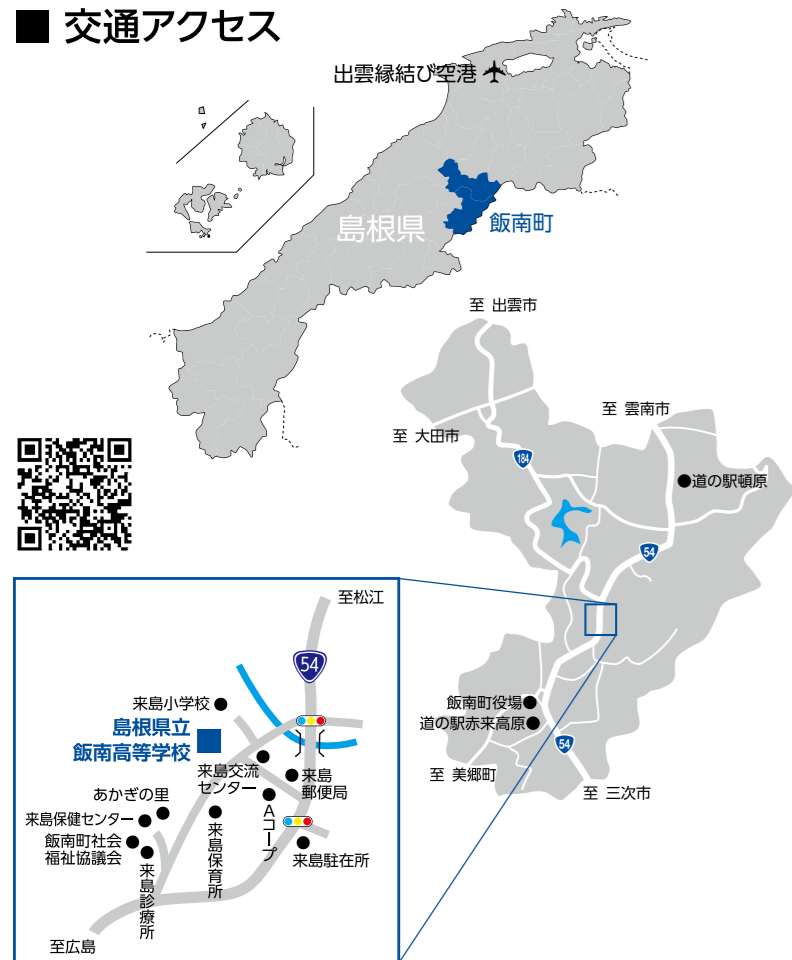 ■ 交通アクセス
出雲縁結び空港
島根県
飯南町
至 出雲市
至 雲南市
至 大田市
184
●道の駅頓原
54
飯南町役場●
道の駅赤来高原●
54
至 美郷町
至 三次市
至松江
54
来島小学校●
島根県立
飯南高等学校
来島交流
センター
来島
郵便局
あかぎの里
来島保健センター
Aコープ
来島保育所
飯南町社会
福祉協議会
来島診療所
来島駐在所
至広島